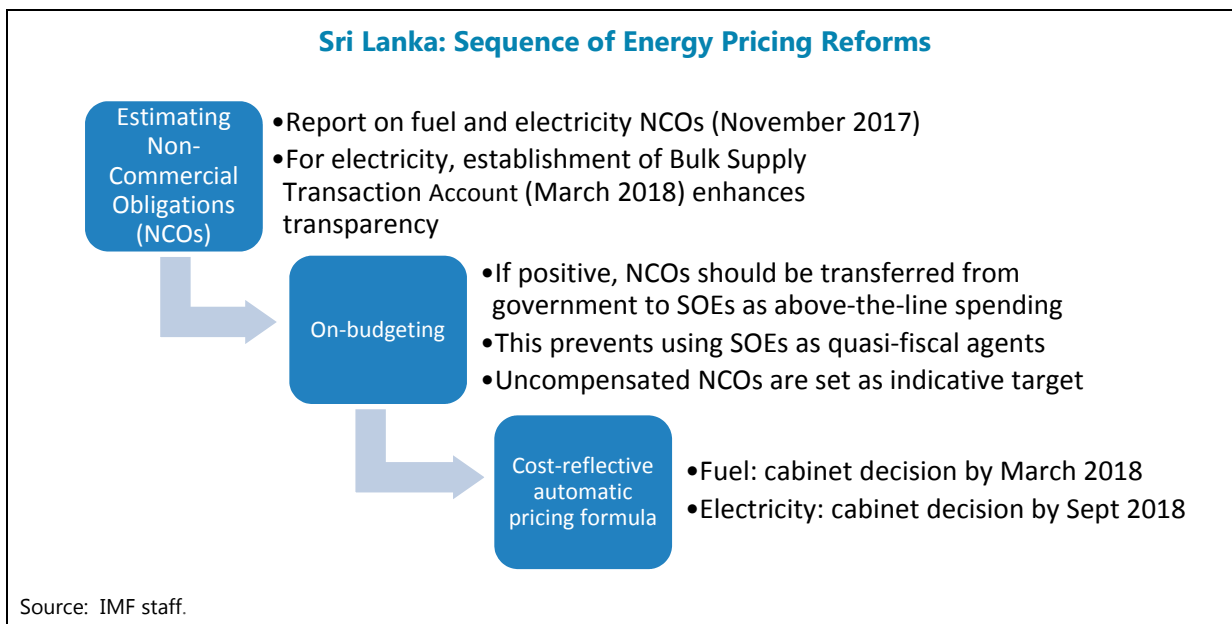 Sri Lanka: Sequence of Energy Pricing Reforms
Estimating
Non-
Commercial
Obligations
(NCOs)
•Report on fuel and electricity NCOs (November 2017)
•For electricity, establishment of Bulk Supply
Transaction Account (March 2018) enhances
transparency
On-budgeting
•If positive, NCOs should be transferred from
government to SOEs as above-the-line spending
•This prevents using SOEs as quasi-fiscal agents
•Uncompensated NCOs are set as indicative target
Cost-reflective
automatic
pricing formula
•Fuel: cabinet decision by March 2018
•Electricity: cabinet decision by Sept 2018
Source: IMF staff.